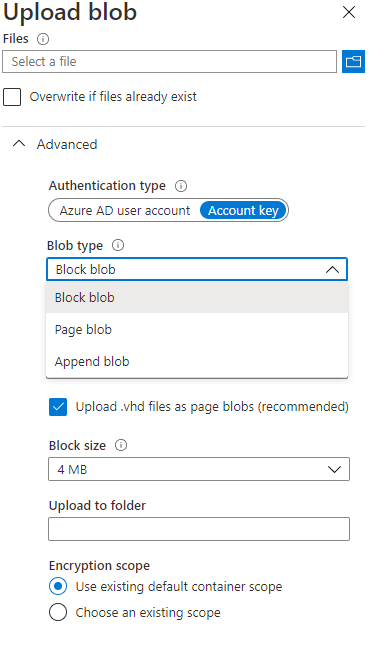 Upload blob
Files
Select a file
Overwrite if files already exist
Advanced
Authentication type
Azure AD user account Account key
Blob type
Block blob
Block blob
Page blob
Append blob
Upload .vhd files as page blobs (recommended)
Block size
4 MB
Upload to folder
Encryption scope
Use existing default container scope
Choose an existing scope